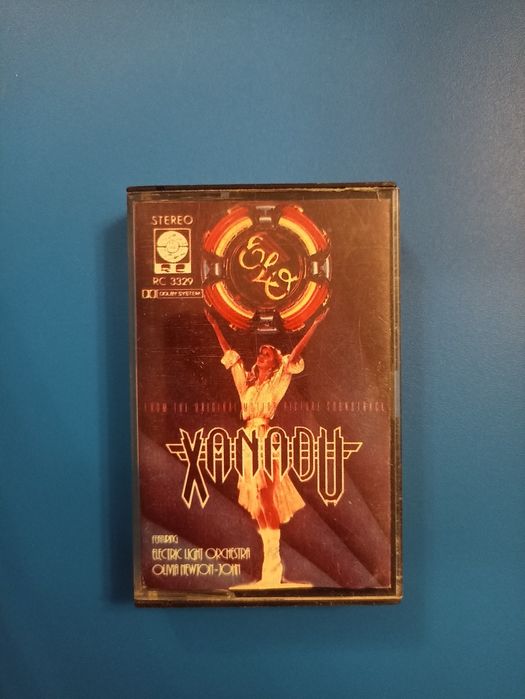 STEREO
RC 3329
DOLBY SYSTEM
ELO
FROM THE ORIGINAL MOTION PICTURE SOUNDTRACK
XANADU
FEATURING
ELECTRIC LIGHT ORCHESTRA
OLIVIA NEWTON-JOHN